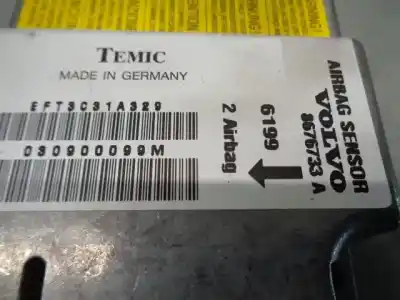 TEMIC
MADE IN GERMANY
EFT3C31A329
030900099M
AIRBAG SENSOR
VOLVO
8676733 A
6199
2 Airbag